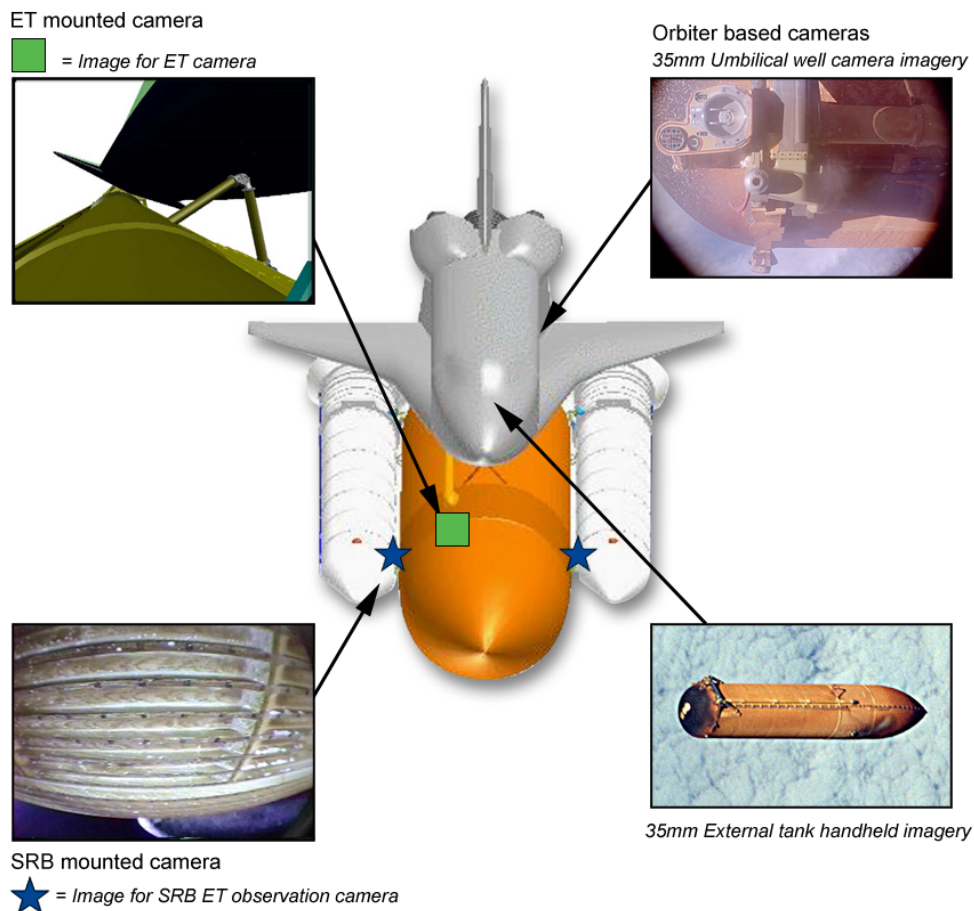 ET mounted camera
= Image for ET camera
Orbiter based cameras
35mm Umbilical well camera imagery
35mm External tank handheld imagery
SRB mounted camera
= Image for SRB ET observation camera